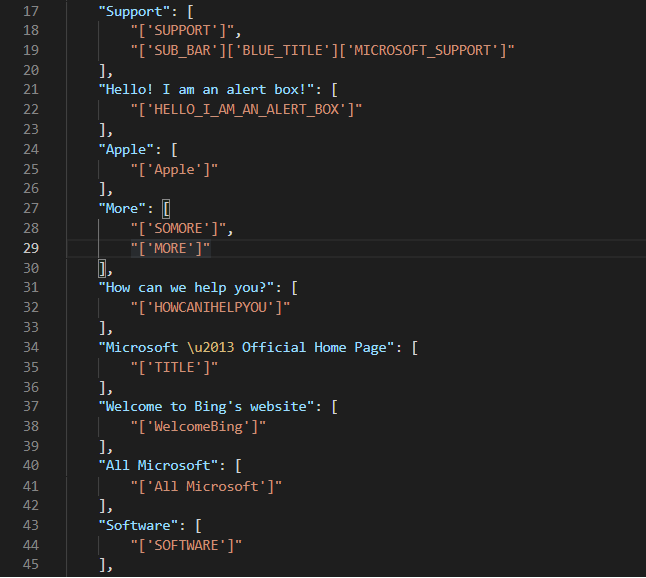 17 "Support": [
18 "['SUPPORT']",
19 "['SUB_BAR']['BLUE_TITLE']['MICROSOFT_SUPPORT']"
20 ],
21 "Hello! I am an alert box!": [
22 "['HELLO_I_AM_AN_ALERT_BOX']"
23 ],
24 "Apple": [
25 "['Apple']"
26 ],
27 "More": [
28 "['SOMORE']",
29 "['MORE']"
30 ],
31 "How can we help you?": [
32 "['HOWCANIHELPYOU']"
33 ],
34 "Microsoft \u2013 Official Home Page": [
35 "['TITLE']"
36 ],
37 "Welcome to Bing's website": [
38 "['WelcomeBing']"
39 ],
40 "All Microsoft": [
41 "['All Microsoft']"
42 ],
43 "Software": [
44 "['SOFTWARE']"
45 ],